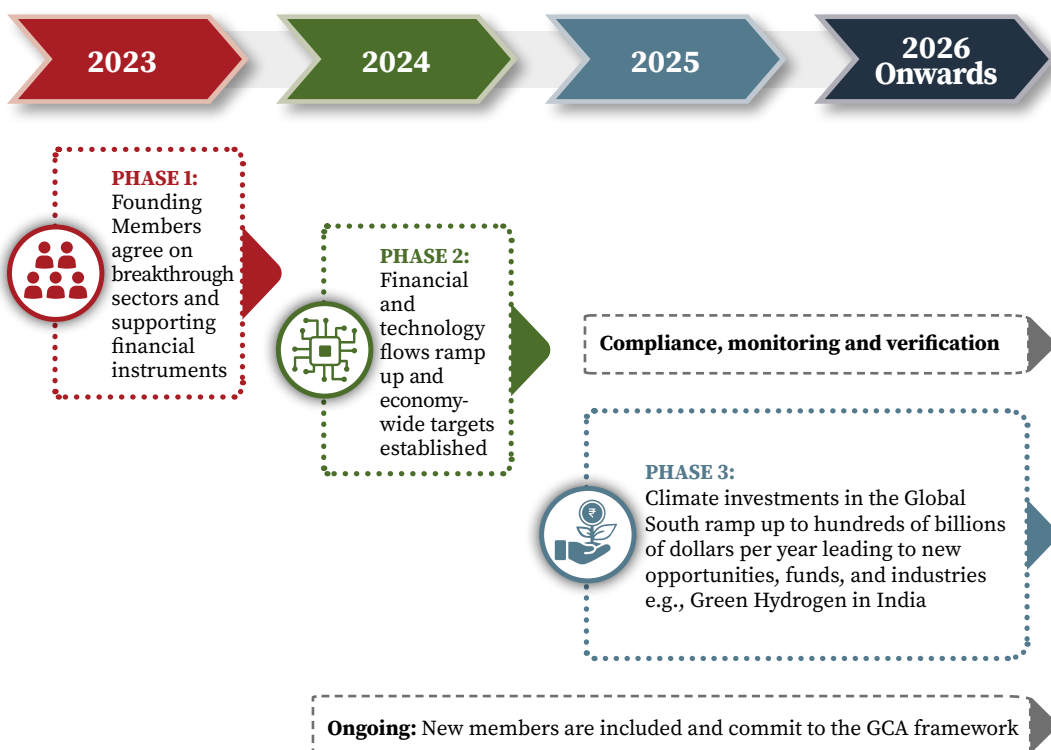 2023
2024
2025
2026
Onwards
PHASE 1:
Founding
Members
agree on
breakthrough
sectors and
supporting
financial
instruments
PHASE 2:
Financial
and
technology
flows ramp
up and
economy-
wide targets
established
Compliance, monitoring and verification
PHASE 3:
Climate investments in the Global
South ramp up to hundreds of billions
of dollars per year leading to new
opportunities, funds, and industries
e.g., Green Hydrogen in India
₹
Ongoing: New members are included and commit to the GCA framework